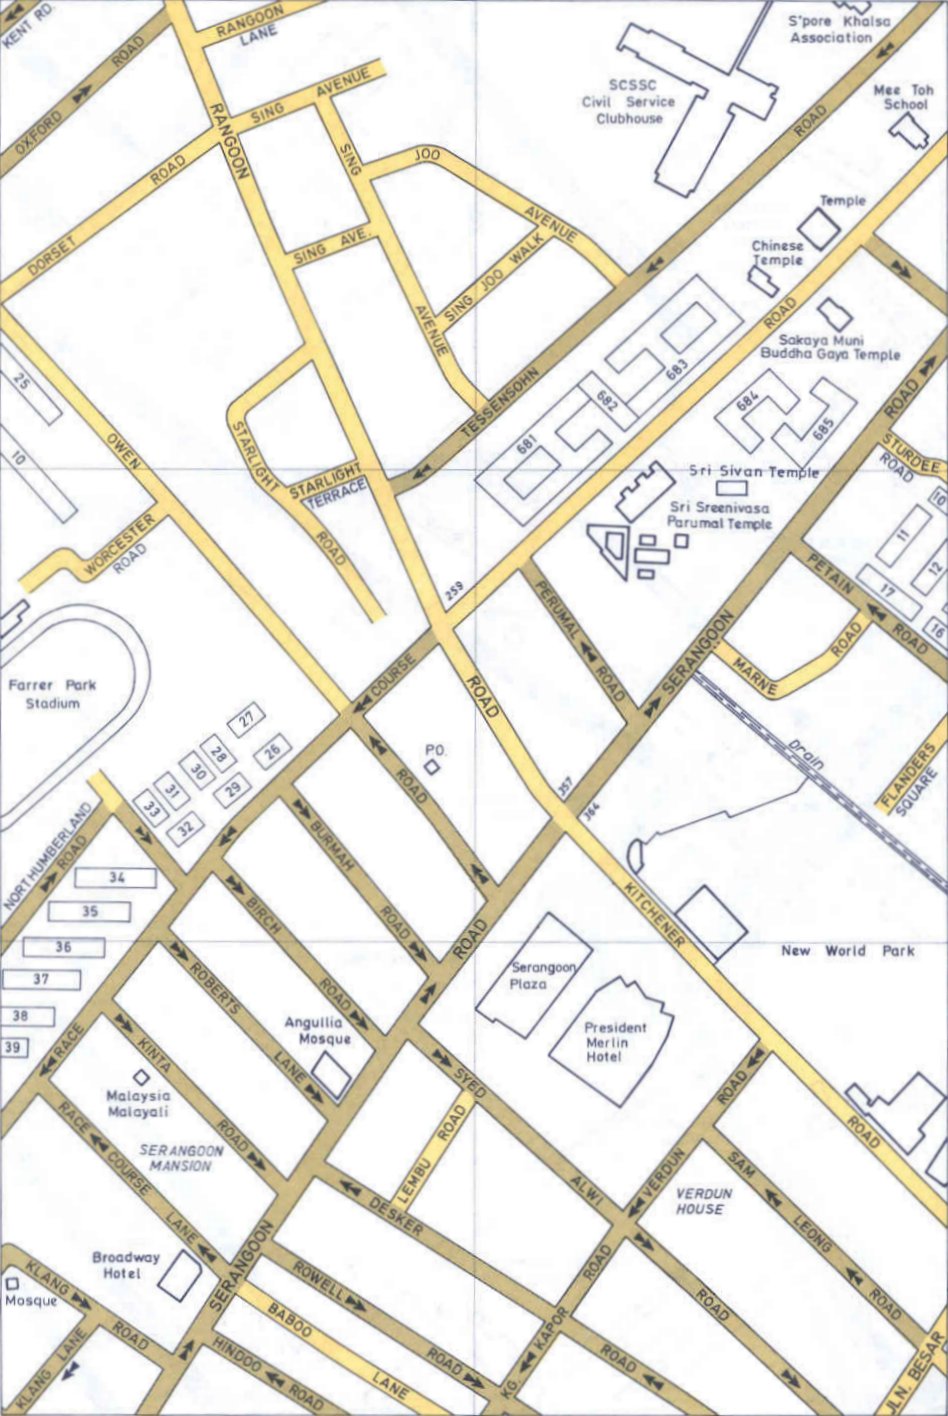 KENT RD.
OXFORD ROAD
RANGOON
LANE
S'pore Khalsa
Association
SCSSC
Civil Service
Clubhouse
Mee Toh
School
ROAD
SING AVENUE
RANGOON
SING
JOO
AVENUE
DORSET ROAD
SING AVE.
SING JOO WALK
AVENUE
Temple
Chinese
Temple
ROAD
Sakaya Muni
Buddha Gaya Temple
TESSENSOHN
681
682
683
684
685
ROAD
STURDEE
ROAD
25
10
OWEN
STARLIGHT
STARLIGHT
TERRACE
ROAD
Sri Sivan Temple
Sri Sreenivasa
Parumal Temple
10
11
12
17
16
WORCESTER
ROAD
259
PERUMAL ROAD
SERANGOON
PETAIN ROAD
MARNE ROAD
Farrer Park
Stadium
COURSE
ROAD
Drain
FLANDERS
SQUARE
27
26
28
30
29
31
33
32
P.O.
ROAD
357
364
NORTHUMBERLAND
ROAD
BURMAH ROAD
34
35
36
37
38
39
BIRCH ROAD
ROAD
KITCHENER
New World Park
ROBERTS LANE
Serangoon
Plaza
President
Merlin
Hotel
Angullia
Mosque
RACE
KINTA ROAD
Malaysia
Malayali
SERANGOON
MANSION
SYED
LEMBU ROAD
ROAD
ROAD
RACE COURSE LANE
DESKER
ALWI
VERDUN
VERDUN
HOUSE
SAM LEONG ROAD
Broadway
Hotel
SERANGOON
KLANG ROAD
Mosque
KLANG LANE
ROWELL ROAD
BABOO LANE
HINDOO ROAD
KG. KAPOR ROAD
ROAD
ROAD
JLN. BESAR